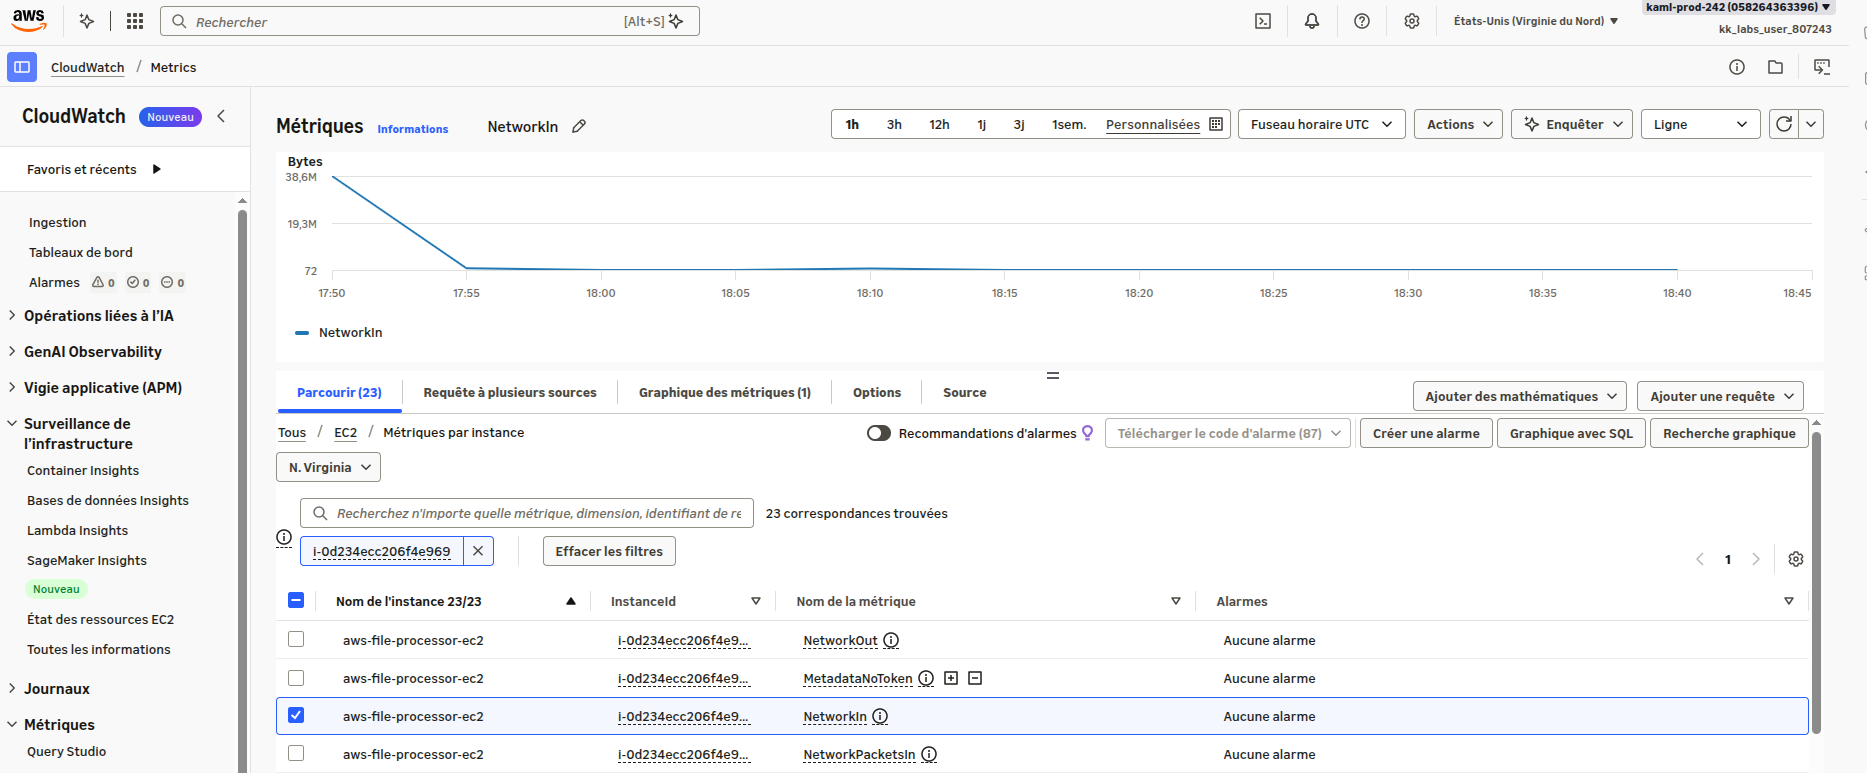 aws
Rechercher [Alt+S]
États-Unis (Virginie du Nord)
kaml-prod-242 (058264363396)
kk_labs_user_807243
CloudWatch / Metrics
CloudWatch Nouveau
Favoris et récents
Ingestion
Tableaux de bord
Alarmes 0 0 0
Opérations liées à l'IA
GenAI Observability
Vigie applicative (APM)
Surveillance de
l'infrastructure
Container Insights
Bases de données Insights
Lambda Insights
SageMaker Insights
Nouveau
État des ressources EC2
Toutes les informations
Journaux
Métriques
Query Studio
Métriques Informations NetworkIn
1h 3h 12h 1j 3j 1sem. Personnalisées Fuseau horaire UTC Actions Enquêter Ligne
Bytes
38,6M
19,3M
72
17:50 17:55 18:00 18:05 18:10 18:15 18:20 18:25 18:30 18:35 18:40 18:45
NetworkIn
Parcourir (23) Requête à plusieurs sources Graphique des métriques (1) Options Source Ajouter des mathématiques Ajouter une requête
Tous / EC2 / Métriques par instance Recommandations d'alarmes Télécharger le code d'alarme (87) Créer une alarme Graphique avec SQL Recherche graphique
N. Virginia
Recherchez n'importe quelle métrique, dimension, identifiant de re 23 correspondances trouvées
i-0d234ecc206f4e969 Effacer les filtres
1
Nom de l'instance 23/23 InstanceId Nom de la métrique Alarmes
aws-file-processor-ec2 i-0d234ecc206f4e9... NetworkOut Aucune alarme
aws-file-processor-ec2 i-0d234ecc206f4e9... MetadataNoToken Aucune alarme
aws-file-processor-ec2 i-0d234ecc206f4e9... NetworkIn Aucune alarme
aws-file-processor-ec2 i-0d234ecc206f4e9... NetworkPacketsIn Aucune alarme